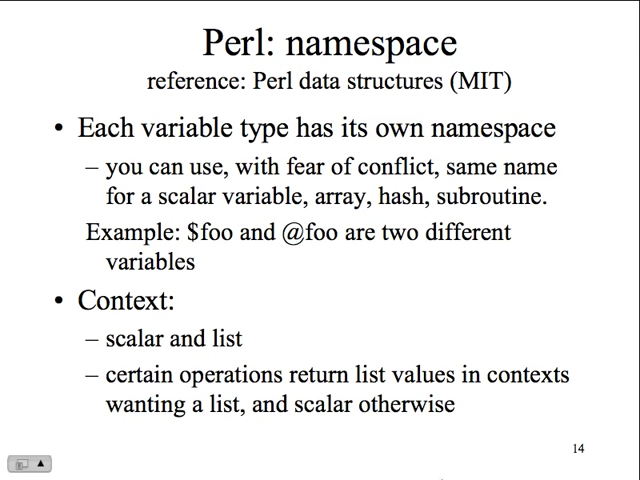 Perl: namespace
reference: Perl data structures (MIT)
• Each variable type has its own namespace
– you can use, with fear of conflict, same name
for a scalar variable, array, hash, subroutine.
Example: $foo and @foo are two different
variables
• Context:
– scalar and list
– certain operations return list values in contexts
wanting a list, and scalar otherwise
14